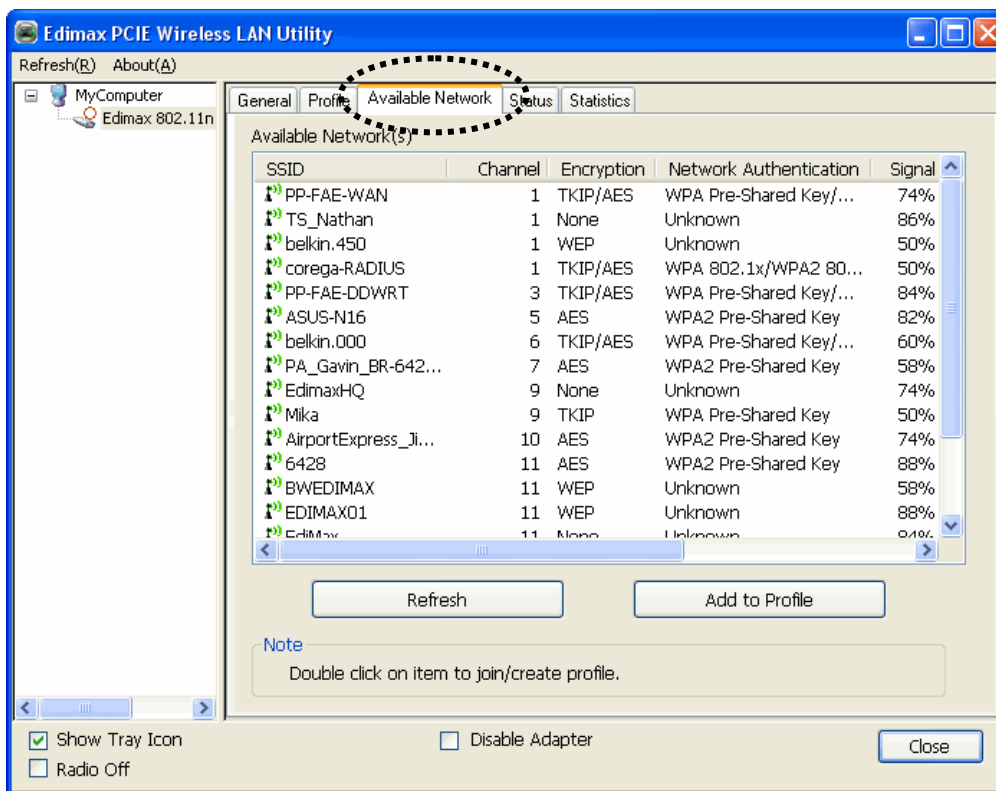 Edimax PCIE Wireless LAN Utility
Refresh(R) About(A)
MyComputer
Edimax 802.11n
General Profile Available Network Status Statistics
Available Network(s)
SSID Channel Encryption Network Authentication Signal
PP-FAE-WAN 1 TKIP/AES WPA Pre-Shared Key/... 74%
TS_Nathan 1 None Unknown 86%
belkin.450 1 WEP Unknown 50%
corega-RADIUS 1 TKIP/AES WPA 802.1x/WPA2 80... 50%
PP-FAE-DDWRT 3 TKIP/AES WPA Pre-Shared Key/... 84%
ASUS-N16 5 AES WPA2 Pre-Shared Key 82%
belkin.000 6 TKIP/AES WPA Pre-Shared Key/... 60%
PA_Gavin_BR-642... 7 AES WPA2 Pre-Shared Key 58%
EdimaxHQ 9 None Unknown 74%
Mika 9 TKIP WPA Pre-Shared Key 50%
AirportExpress_Ji... 10 AES WPA2 Pre-Shared Key 74%
6428 11 AES WPA2 Pre-Shared Key 88%
BWEDIMAX 11 WEP Unknown 58%
EDIMAX01 11 WEP Unknown 88%
EdiMax 11 None Unknown
Refresh Add to Profile
Note
Double click on item to join/create profile.
Show Tray Icon Disable Adapter Close
Radio Off